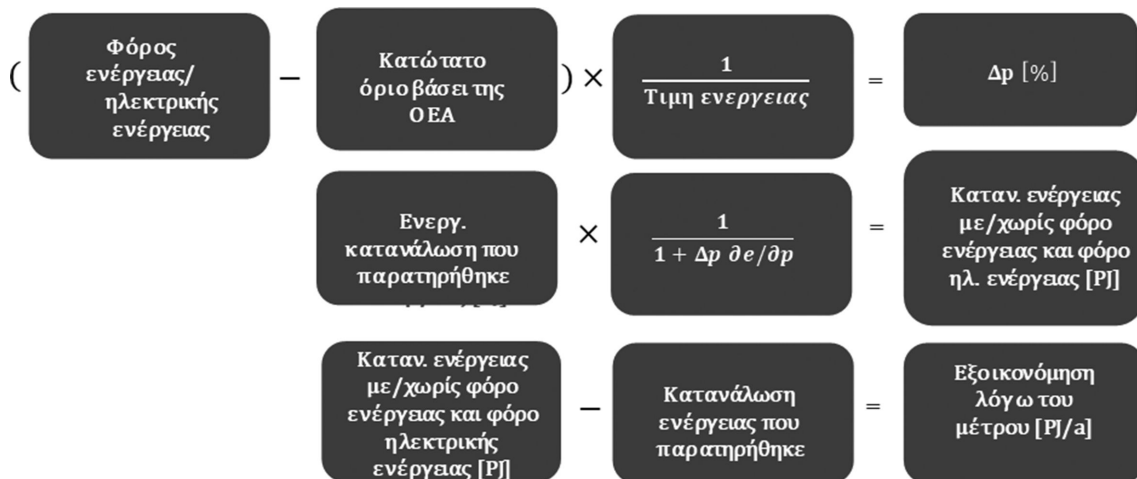 (
Φόρος
ενέργειας/
ηλεκτρικής
ενέργειας
−
Κατώτατο
όριο βάσει της
ΟΕΑ
) ×
1
Τιμη ενεργειας
=
Δp [%]
Ενεργ.
κατανάλωση που
παρατηρήθηκε
×
1
1 + Δp ∂e/∂p
=
Καταν. ενέργειας
με/χωρίς φόρο
ενέργειας και φόρο
ηλ. ενέργειας [PJ]
Καταν. ενέργειας
με/χωρίς φόρο
ενέργειας και φόρο
ηλεκτρικής
ενέργειας [PJ]
−
Κατανάλωση
ενέργειας που
παρατηρήθηκε
=
Εξοικονόμηση
λόγω του
μέτρου [PJ/a]